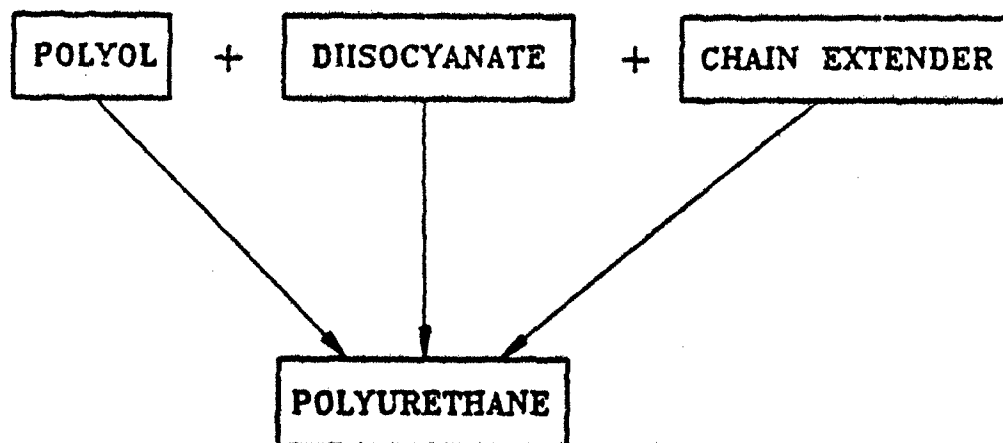 POLYOL + DIISOCYANATE + CHAIN EXTENDER
POLYURETHANE